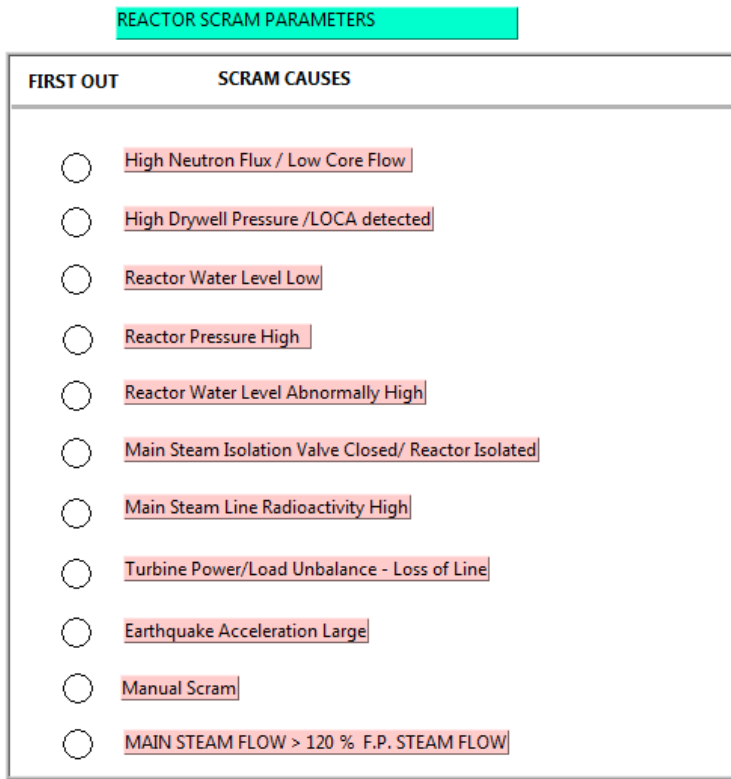 REACTOR SCRAM PARAMETERS
FIRST OUT SCRAM CAUSES
High Neutron Flux / Low Core Flow
High Drywell Pressure /LOCA detected
Reactor Water Level Low
Reactor Pressure High
Reactor Water Level Abnormally High
Main Steam Isolation Valve Closed/ Reactor Isolated
Main Steam Line Radioactivity High
Turbine Power/Load Unbalance - Loss of Line
Earthquake Acceleration Large
Manual Scram
MAIN STEAM FLOW > 120 % F.P. STEAM FLOW